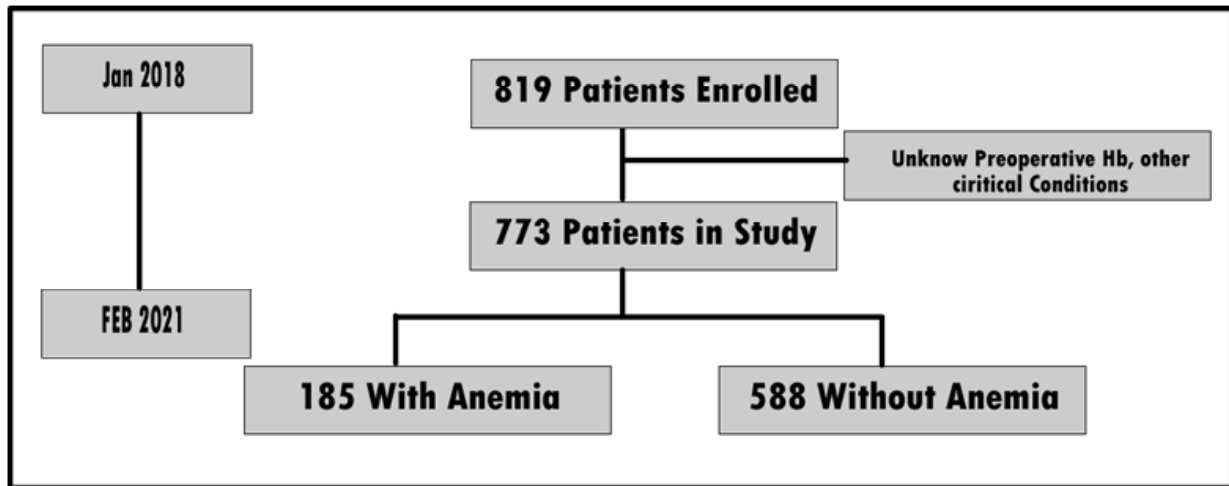 Jan 2018
FEB 2021
819 Patients Enrolled
Unknow Preoperative Hb, other
ciritical Conditions
773 Patients in Study
185 With Anemia
588 Without Anemia